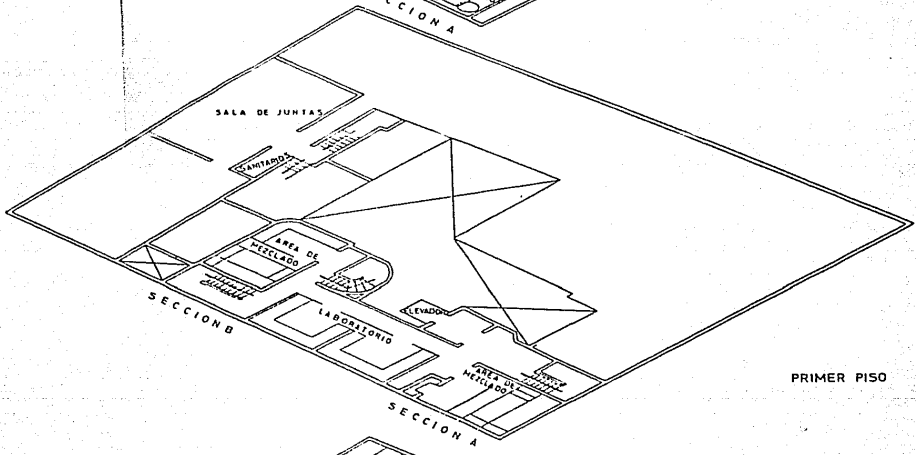 SECCION A
SALA DE JUNTAS
SANITARIOS
AREA DE
MEZCLADO
SECCION B
LABORATORIO
ELEVADOR
AREA DE
MEZCLADO
SECCION A
PRIMER PISO